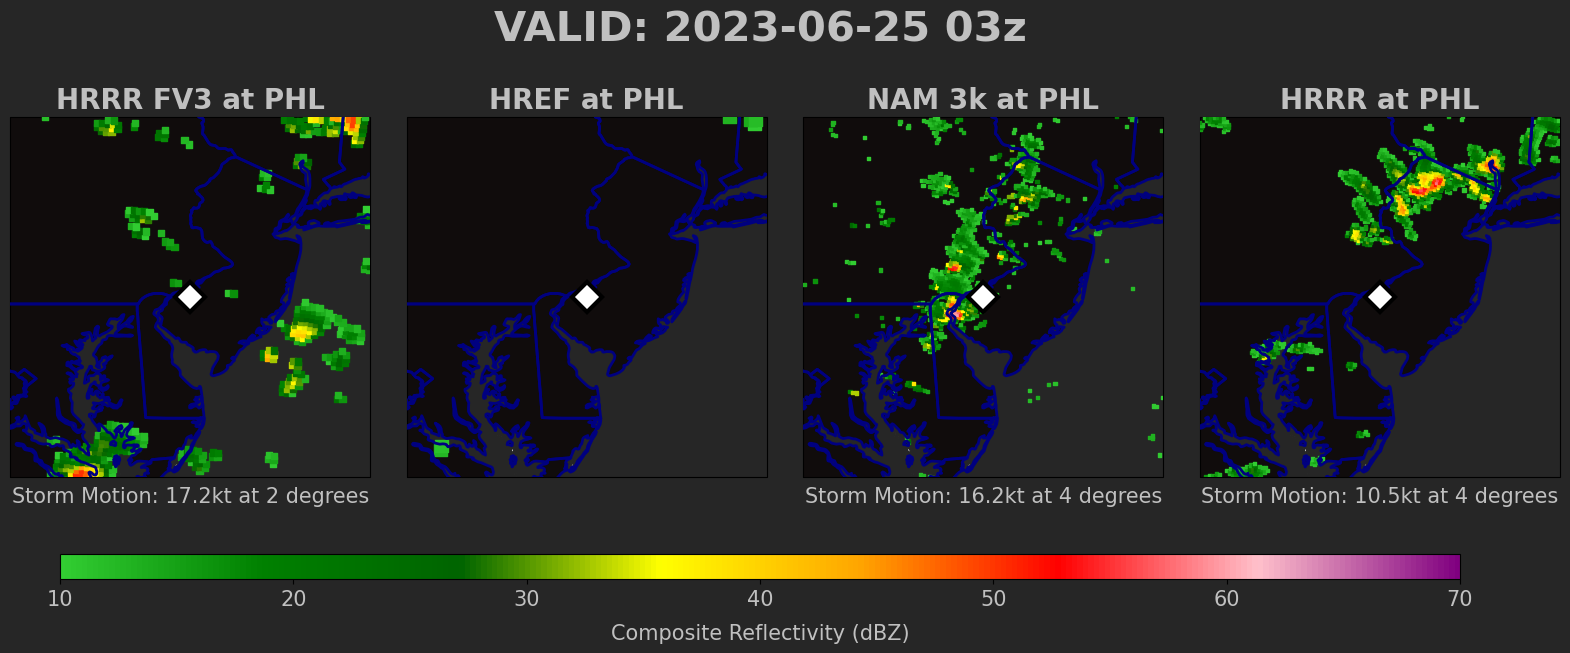 VALID: 2023-06-25 03z
HRRR FV3 at PHL
HREF at PHL
NAM 3k at PHL
HRRR at PHL
Storm Motion: 17.2kt at 2 degrees
Storm Motion: 16.2kt at 4 degrees
Storm Motion: 10.5kt at 4 degrees
10 20 30 40 50 60 70
Composite Reflectivity (dBZ)